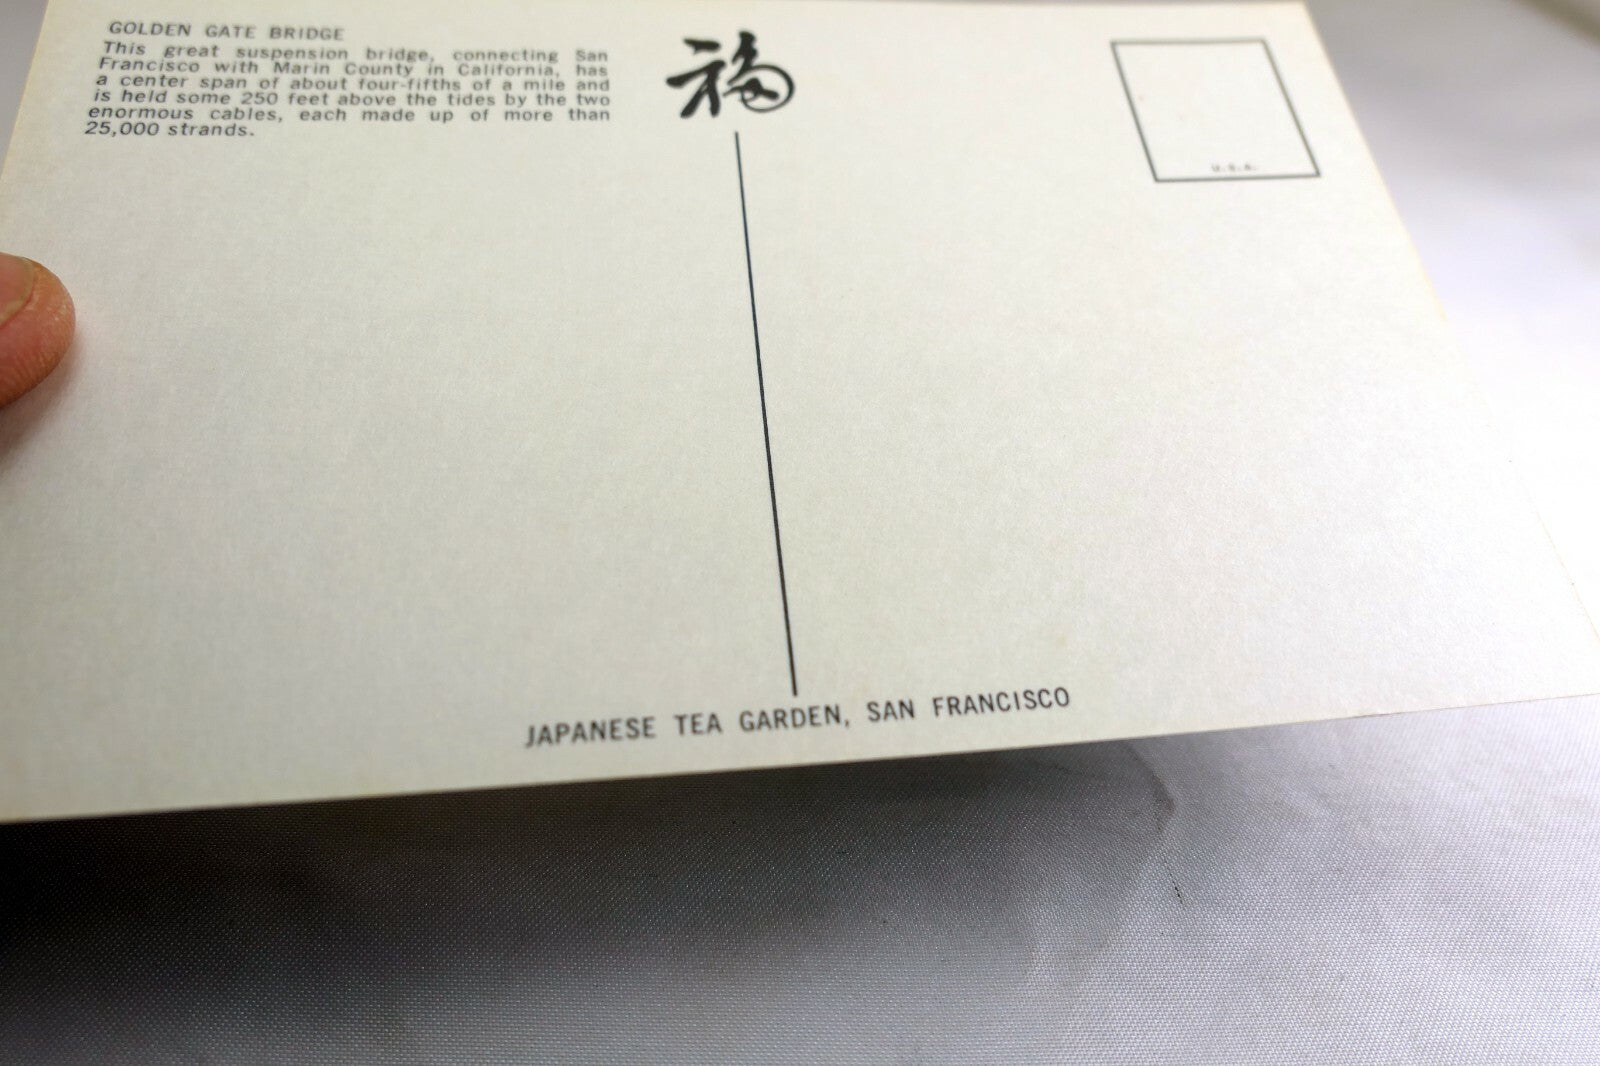 GOLDEN GATE BRIDGE
This great suspension bridge, connecting San
Francisco with Marin County in California, has
a center span of about four-fifths of a mile and
is held some 250 feet above the tides by the two
enormous cables, each made up of more than
25,000 strands.
福
U.S.A.
JAPANESE TEA GARDEN, SAN FRANCISCO